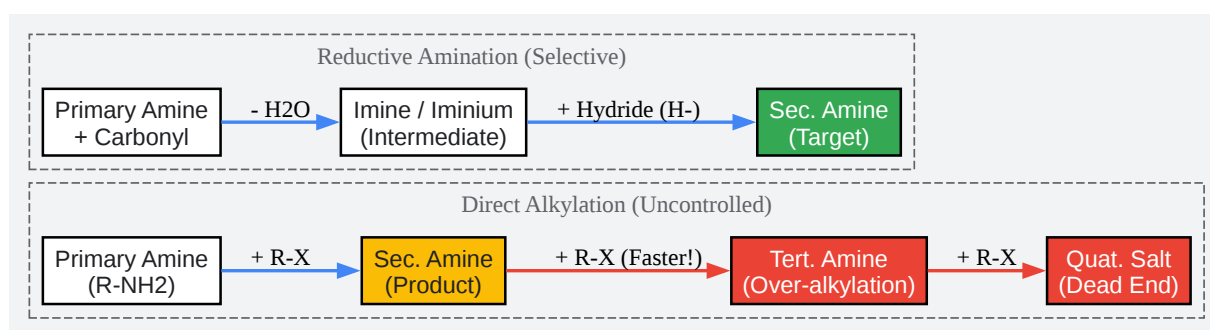 Reductive Amination (Selective)
Primary Amine
+ Carbonyl
- H2O
Imine / Iminium
(Intermediate)
+ Hydride (H-)
Sec. Amine
(Target)
Direct Alkylation (Uncontrolled)
Primary Amine
(R-NH2)
+ R-X
Sec. Amine
(Product)
+ R-X (Faster!)
Tert. Amine
(Over-alkylation)
+ R-X
Quat. Salt
(Dead End)